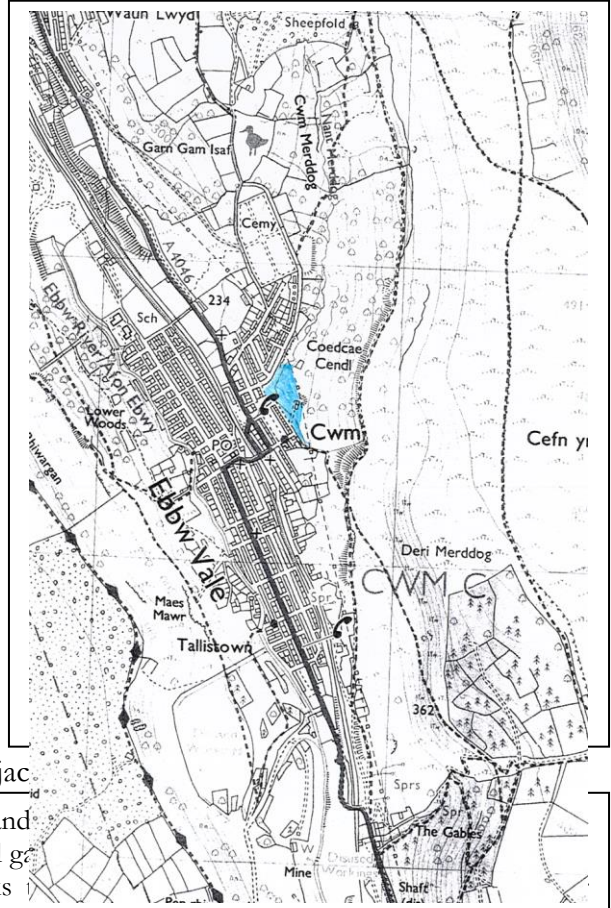 Waun Lwyd
Sheepfold
Cwm Merddog
Nant Merddog
Garn Gam Isaf
Cemy
A 4046
234
Sch
Ebbw River / Afon Ebwy
Coedcae
Cendl
Lower
Woods
PO
Cwm
Cefn
Ebbw Vale
Deri Merddog
CWM C
Spr
Maes
Mawr
Tallistown
362
Sprs
Spr
The Gables
W
Mine
Disused
Workings
Shaft